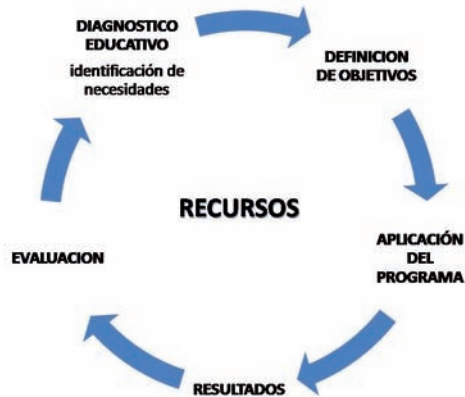 DIAGNOSTICO
EDUCATIVO
identificación de
necesidades
DEFINICION
DE OBJETIVOS
RECURSOS
APLICACIÓN
DEL
PROGRAMA
EVALUACION
RESULTADOS